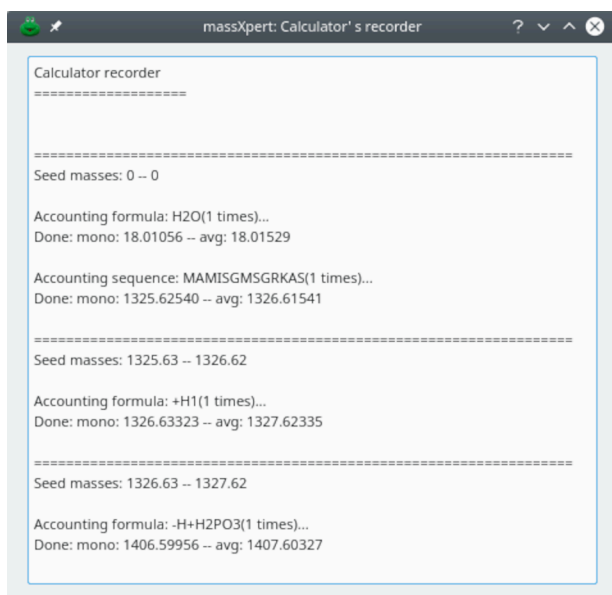 massXpert: Calculator' s recorder
Calculator recorder
===================
===================================================================
Seed masses: 0 -- 0
Accounting formula: H2O(1 times)...
Done: mono: 18.01056 -- avg: 18.01529
Accounting sequence: MAMISGMSGRKAS(1 times)...
Done: mono: 1325.62540 -- avg: 1326.61541
===================================================================
Seed masses: 1325.63 -- 1326.62
Accounting formula: +H1(1 times)...
Done: mono: 1326.63323 -- avg: 1327.62335
===================================================================
Seed masses: 1326.63 -- 1327.62
Accounting formula: -H+H2PO3(1 times)...
Done: mono: 1406.59956 -- avg: 1407.60327